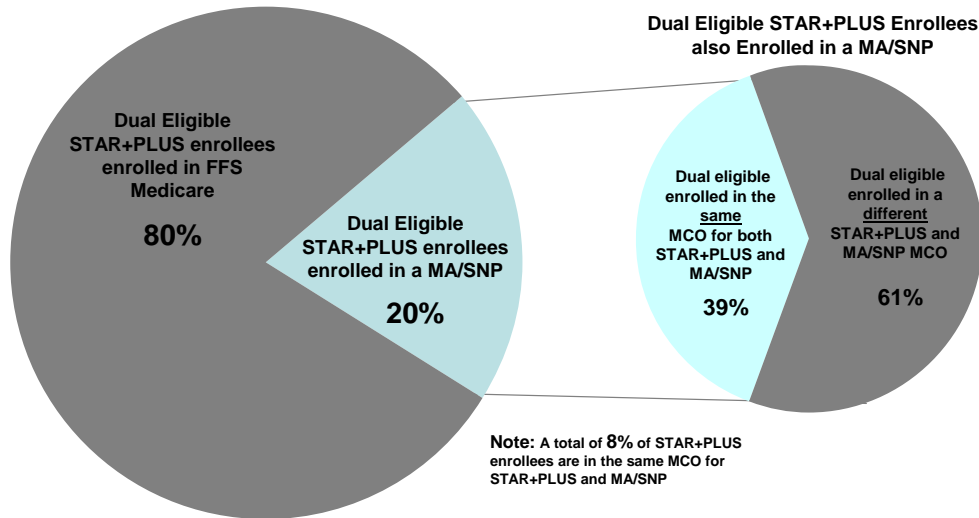 Dual Eligible STAR+PLUS Enrollees
also Enrolled in a MA/SNP
Dual Eligible
STAR+PLUS enrollees
enrolled in FFS
Medicare
80%
Dual Eligible
STAR+PLUS enrollees
enrolled in a MA/SNP
20%
Dual eligible
enrolled in the
same
MCO for both
STAR+PLUS and
MA/SNP
39%
Dual eligible
enrolled in a
different
STAR+PLUS and
MA/SNP MCO
61%
Note: A total of 8% of STAR+PLUS
enrollees are in the same MCO for
STAR+PLUS and MA/SNP